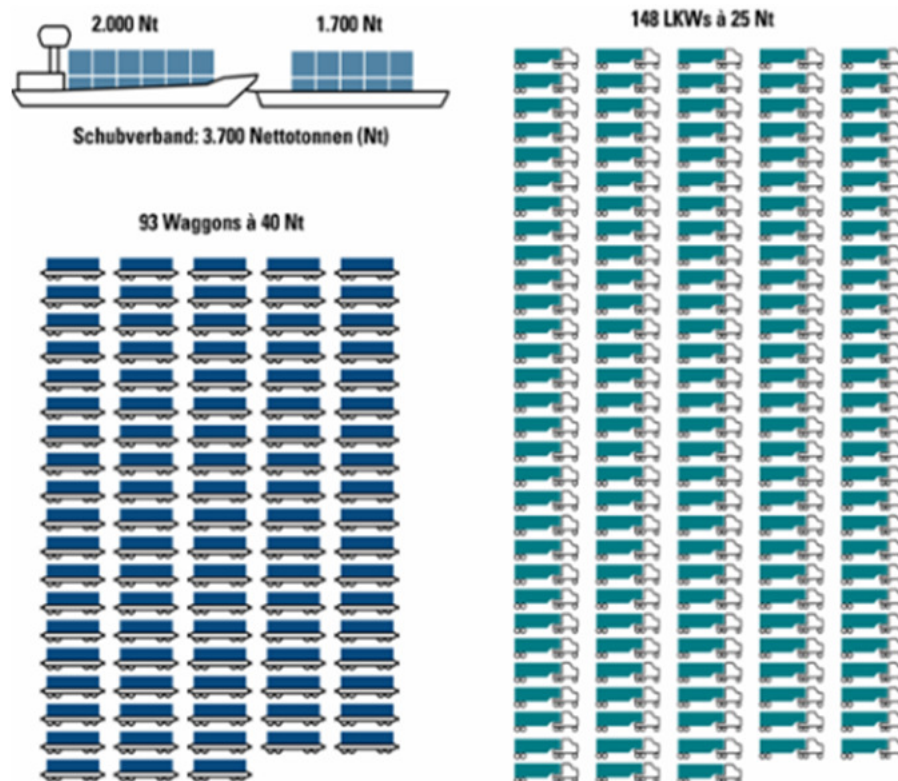 2.000 Nt
1.700 Nt
Schubverband: 3.700 Nettotonnen (Nt)
93 Waggons à 40 Nt
148 LKWs à 25 Nt